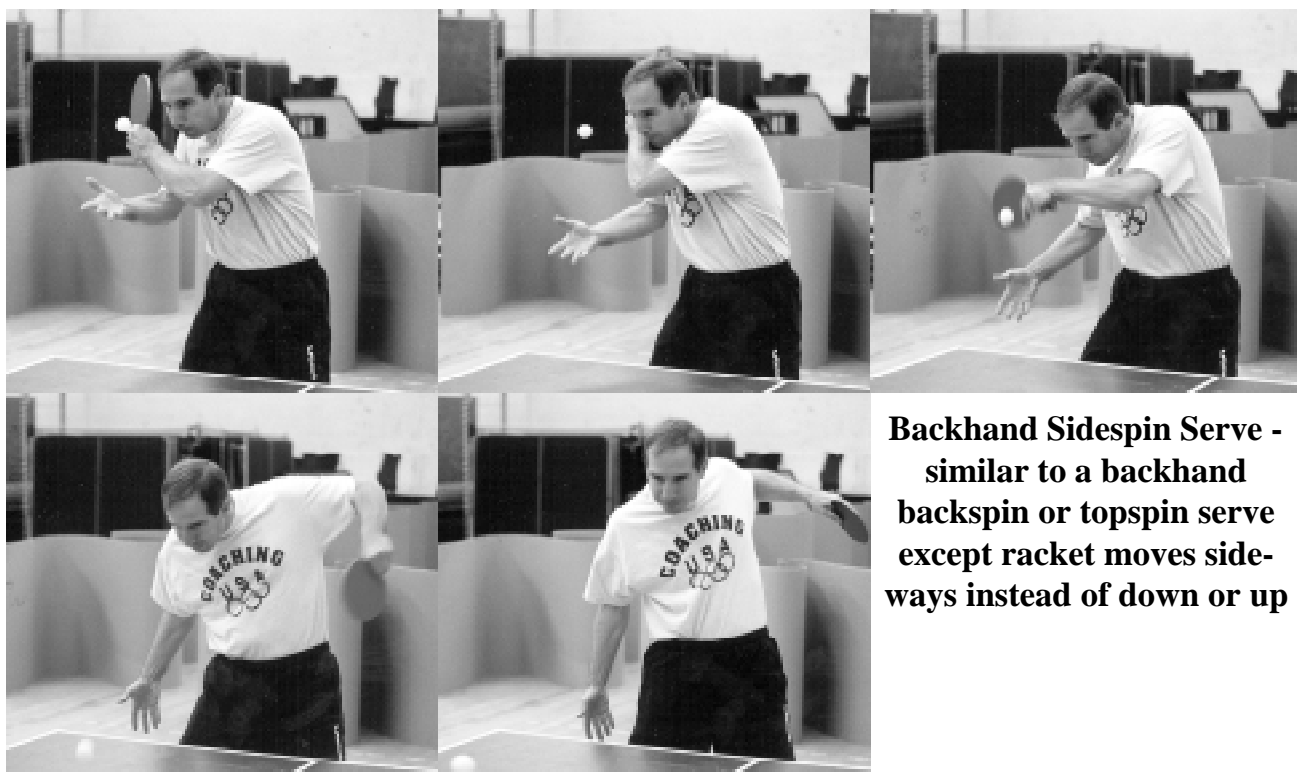 Backhand Sidespin Serve -
similar to a backhand
backspin or topspin serve
except racket moves side-
ways instead of down or up
COACHING
USA
COACHING
USA